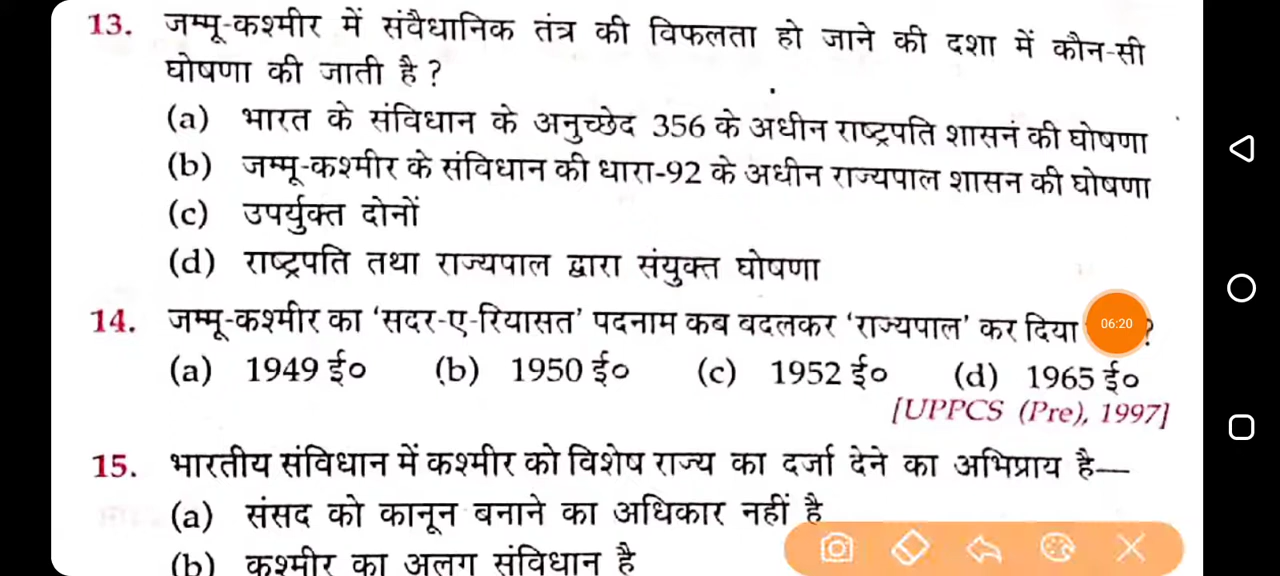 13. जम्मू-कश्मीर में संवैधानिक तंत्र की विफलता हो जाने की दशा में कौन-सी
घोषणा की जाती है ?
(a) भारत के संविधान के अनुच्छेद 356 के अधीन राष्ट्रपति शासन की घोषणा
(b) जम्मू-कश्मीर के संविधान की धारा-92 के अधीन राज्यपाल शासन की घोषणा
(c) उपर्युक्त दोनों
(d) राष्ट्रपति तथा राज्यपाल द्वारा संयुक्त घोषणा
14. जम्मू-कश्मीर का 'सदर-ए-रियासत' पदनाम कब बदलकर 'राज्यपाल' कर दिया ?
06:20
(a) 1949 ई० (b) 1950 ई० (c) 1952 ई० (d) 1965 ई०
[UPPCS (Pre), 1997]
15. भारतीय संविधान में कश्मीर को विशेष राज्य का दर्जा देने का अभिप्राय है—
(a) संसद को कानून बनाने का अधिकार नहीं है
(b) कश्मीर का अलग संविधान है